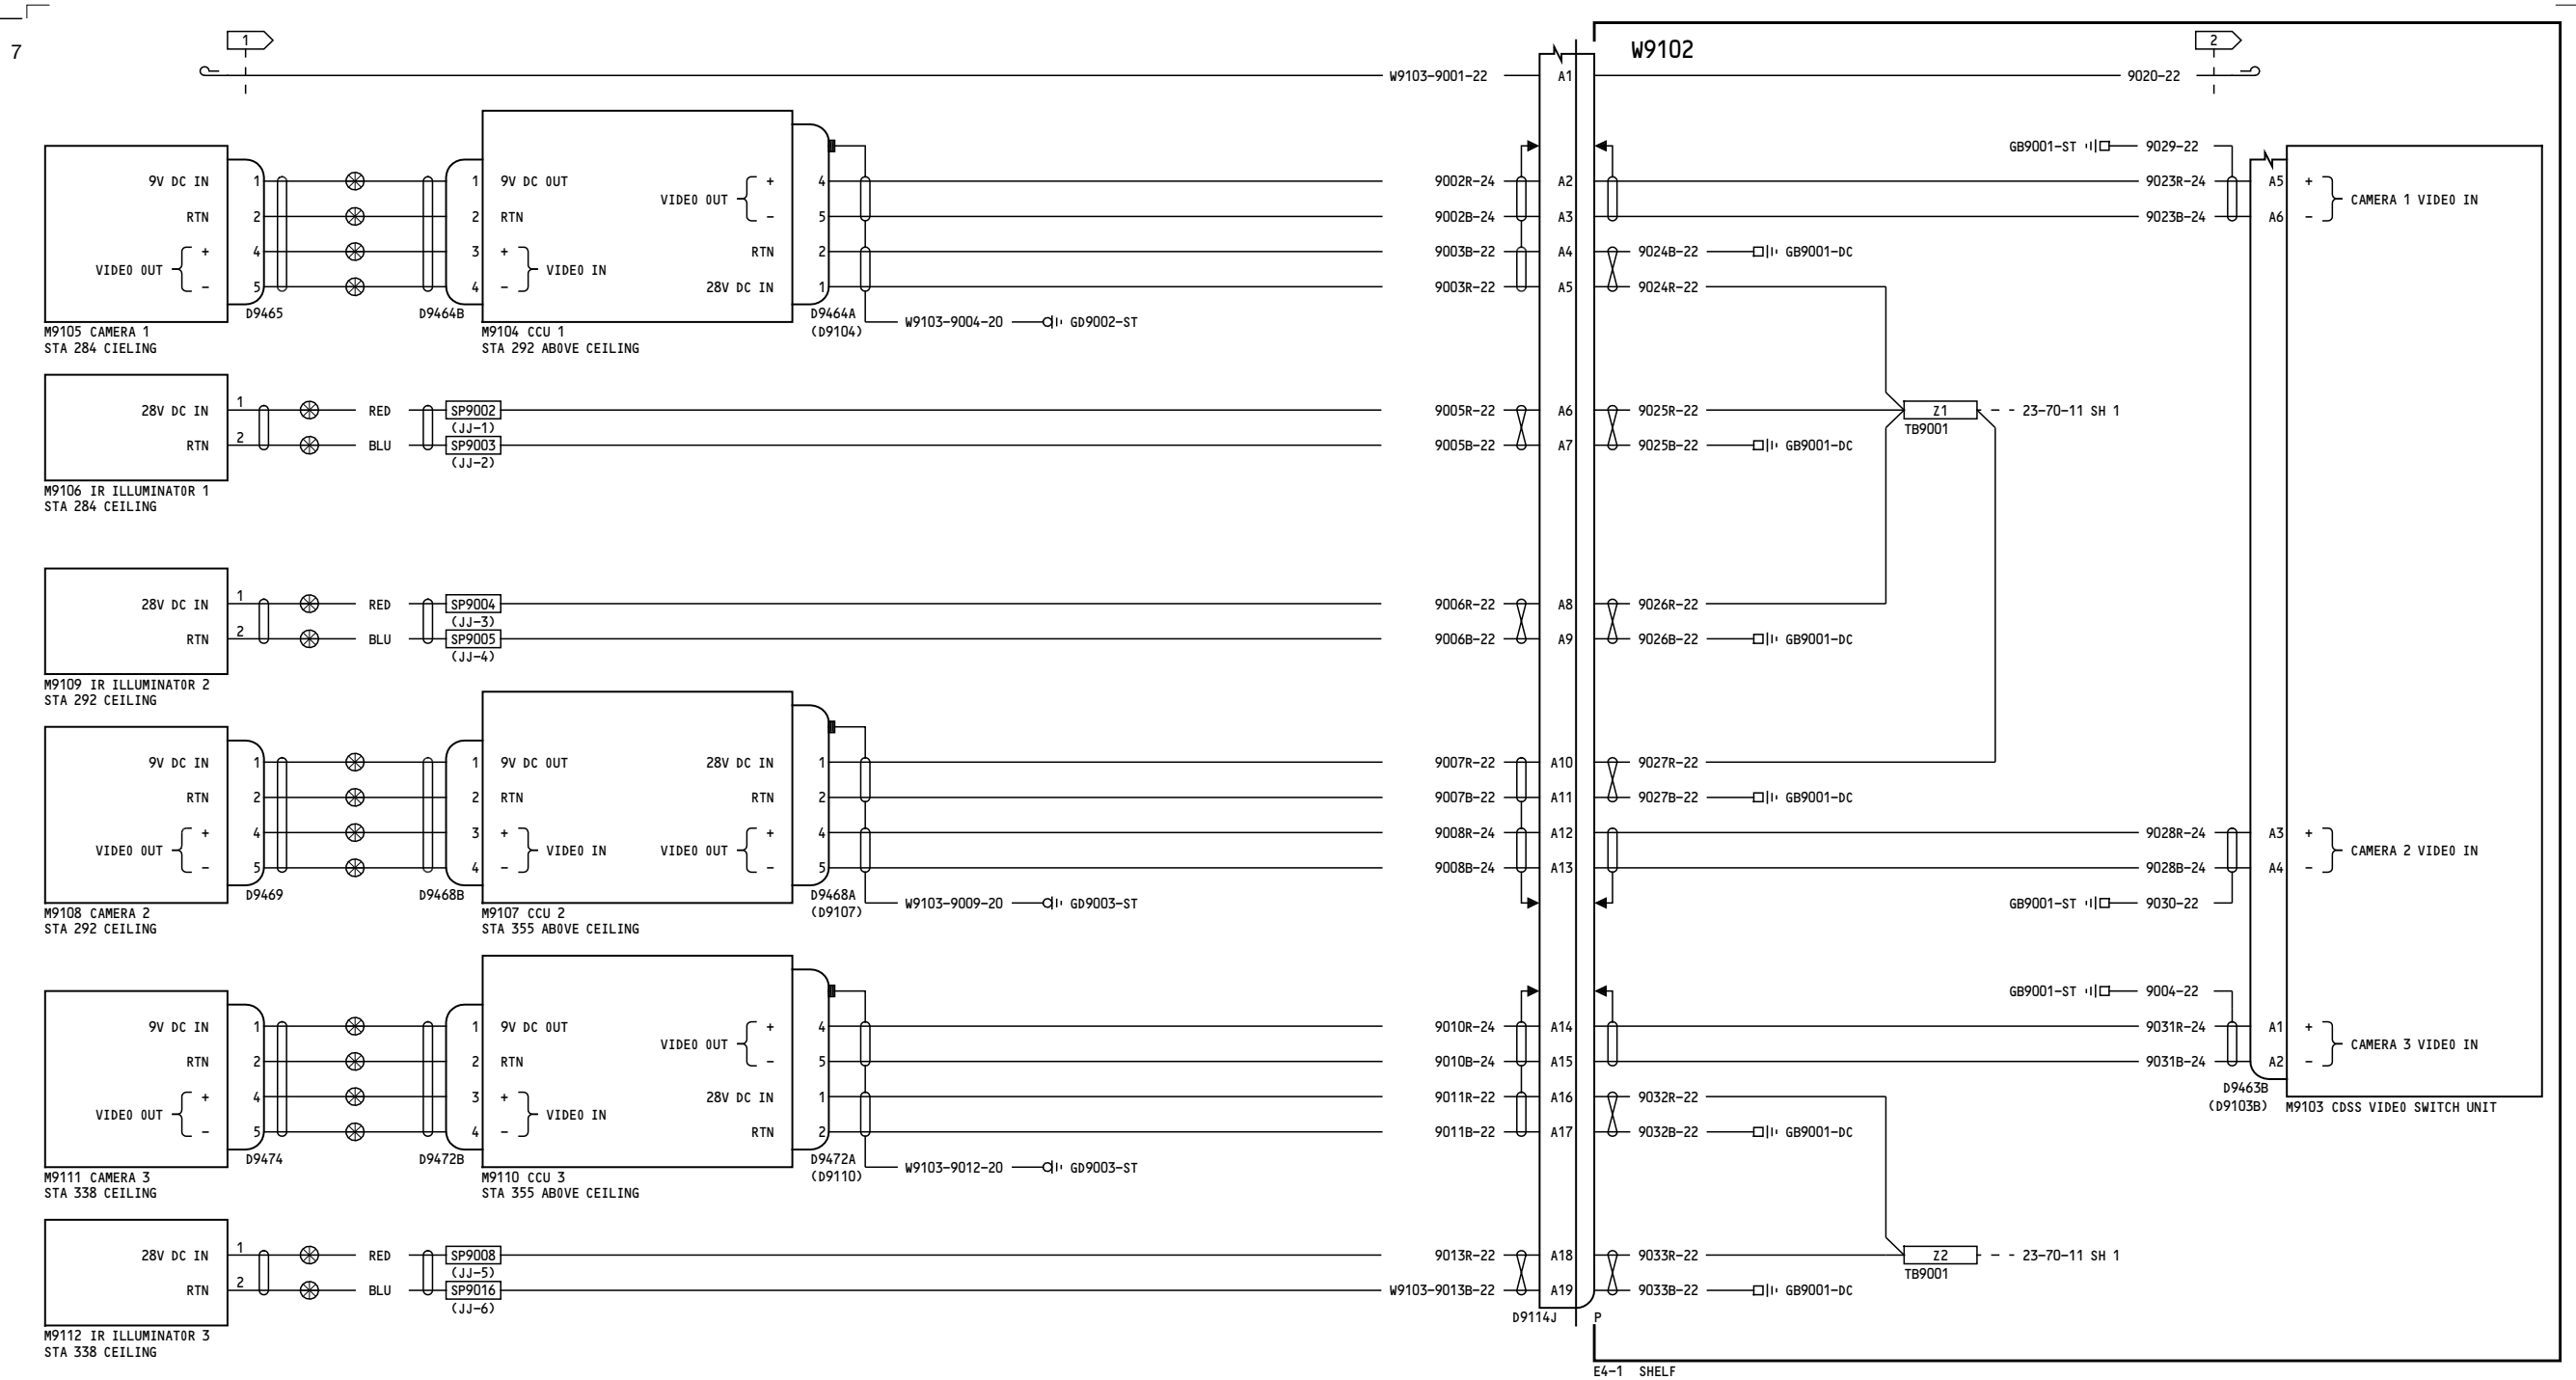 7
1
W9102
2
W9103-9001-22
A1
9020-22
GB9001-ST
9029-22
9V DC IN
1
1
9V DC OUT
VIDEO OUT
+
4
9002R-24
A2
9023R-24
A5
+
CAMERA 1 VIDEO IN
RTN
2
2
RTN
-
5
9002B-24
A3
9023B-24
A6
-
VIDEO OUT
+
4
3
+
VIDEO IN
RTN
2
9003B-22
A4
9024B-22
GB9001-DC
-
5
4
-
28V DC IN
1
9003R-22
A5
9024R-22
D9465
D9464B
D9464A
(D9104)
W9103-9004-20
GD9002-ST
M9105 CAMERA 1
STA 284 CIELING
M9104 CCU 1
STA 292 ABOVE CEILING
28V DC IN
1
RED
SP9002
(JJ-1)
9005R-22
A6
9025R-22
Z1
TB9001
23-70-11 SH 1
RTN
2
BLU
SP9003
(JJ-2)
9005B-22
A7
9025B-22
GB9001-DC
M9106 IR ILLUMINATOR 1
STA 284 CEILING
28V DC IN
1
RED
SP9004
(JJ-3)
9006R-22
A8
9026R-22
RTN
2
BLU
SP9005
(JJ-4)
9006B-22
A9
9026B-22
GB9001-DC
M9109 IR ILLUMINATOR 2
STA 292 CEILING
9V DC IN
1
1
9V DC OUT
28V DC IN
1
9007R-22
A10
9027R-22
RTN
2
2
RTN
RTN
2
9007B-22
A11
9027B-22
GB9001-DC
VIDEO OUT
+
4
3
+
VIDEO IN
VIDEO OUT
+
4
9008R-24
A12
9028R-24
A3
+
CAMERA 2 VIDEO IN
-
5
4
-
-
5
9008B-24
A13
9028B-24
A4
-
D9469
D9468B
D9468A
(D9107)
W9103-9009-20
GD9003-ST
GB9001-ST
9030-22
M9108 CAMERA 2
STA 292 CEILING
M9107 CCU 2
STA 355 ABOVE CEILING
GB9001-ST
9004-22
9V DC IN
1
1
9V DC OUT
VIDEO OUT
+
4
9010R-24
A14
9031R-24
A1
+
CAMERA 3 VIDEO IN
RTN
2
2
RTN
-
5
9010B-24
A15
9031B-24
A2
-
D9463B
(D9103B)
M9103 CDSS VIDEO SWITCH UNIT
VIDEO OUT
+
4
3
+
VIDEO IN
28V DC IN
1
9011R-22
A16
9032R-22
-
5
4
-
RTN
2
9011B-22
A17
9032B-22
GB9001-DC
D9474
D9472B
D9472A
(D9110)
W9103-9012-20
GD9003-ST
M9111 CAMERA 3
STA 338 CEILING
M9110 CCU 3
STA 355 ABOVE CEILING
28V DC IN
1
RED
SP9008
(JJ-5)
9013R-22
A18
9033R-22
Z2
TB9001
23-70-11 SH 1
RTN
2
BLU
SP9016
(JJ-6)
W9103-9013B-22
A19
9033B-22
GB9001-DC
D9114J
P
M9112 IR ILLUMINATOR 3
STA 338 CEILING
E4-1 SHELF